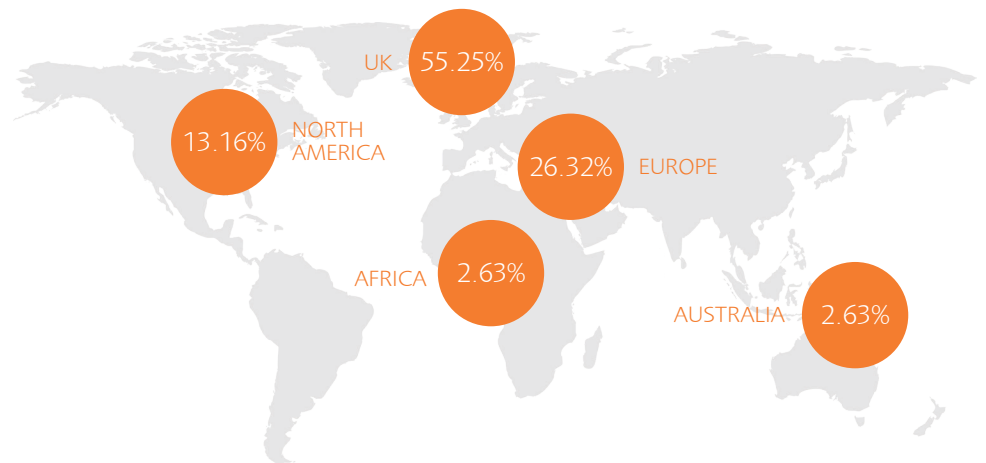 UK
55.25%
13.16%
NORTH
AMERICA
26.32%
EUROPE
AFRICA
2.63%
AUSTRALIA
2.63%